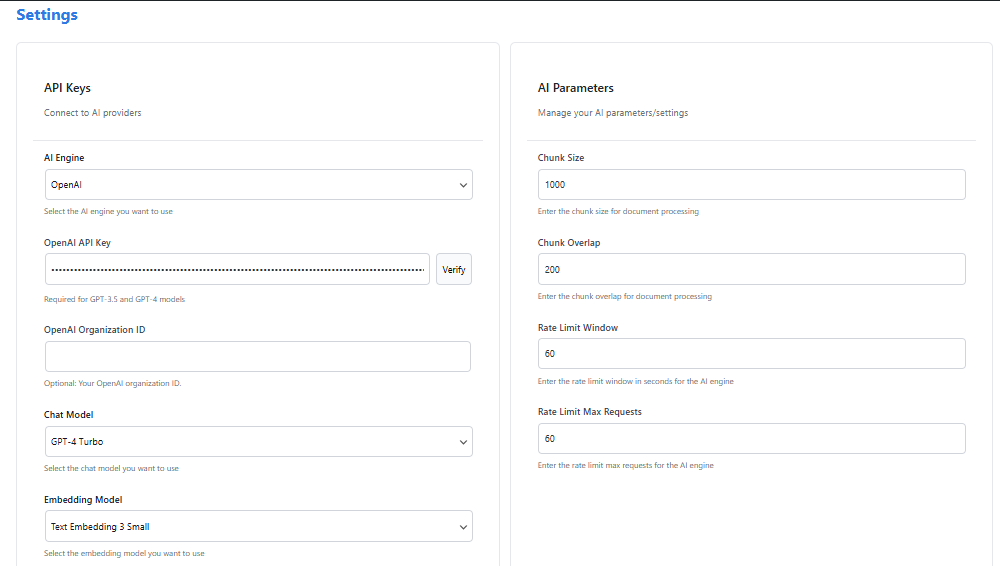 Settings
API Keys
Connect to AI providers
AI Engine
OpenAI
Select the AI engine you want to use
OpenAI API Key
Verify
Required for GPT-3.5 and GPT-4 models
OpenAI Organization ID
Optional: Your OpenAI organization ID.
Chat Model
GPT-4 Turbo
Select the chat model you want to use
Embedding Model
Text Embedding 3 Small
Select the embedding model you want to use
AI Parameters
Manage your AI parameters/settings
Chunk Size
1000
Enter the chunk size for document processing
Chunk Overlap
200
Enter the chunk overlap for document processing
Rate Limit Window
60
Enter the rate limit window in seconds for the AI engine
Rate Limit Max Requests
60
Enter the rate limit max requests for the AI engine